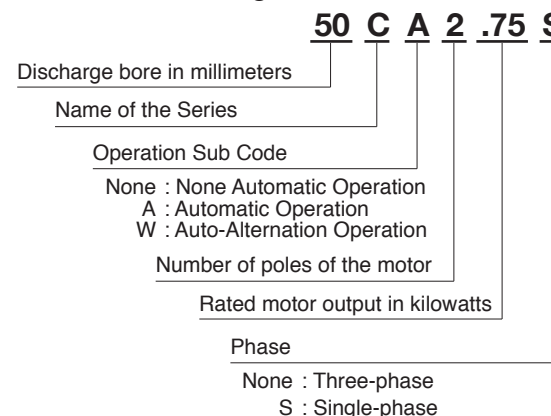 50 C A 2 .75 S
Discharge bore in millimeters
Name of the Series
Operation Sub Code
None : None Automatic Operation
A : Automatic Operation
W : Auto-Alternation Operation
Number of poles of the motor
Rated motor output in kilowatts
Phase
None : Three-phase
S : Single-phase